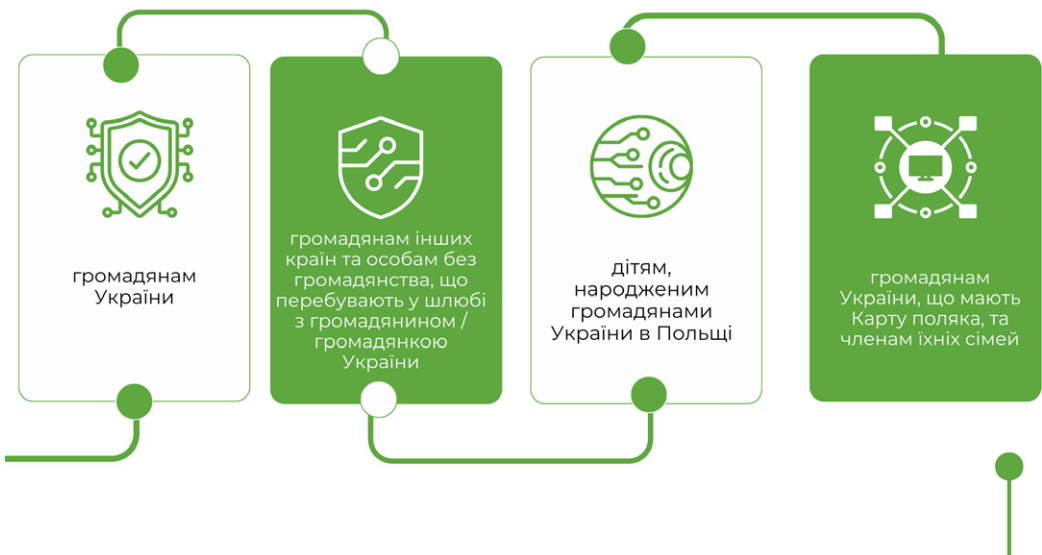 громадянам
України
громадянам інших
країн та особам без
громадянства, що
перебувають у шлюбі
з громадянином /
громадянкою
України
дітям,
народженим
громадянами
України в Польщі
громадянам
України, що мають
Карту поляка, та
членам їхніх сімей